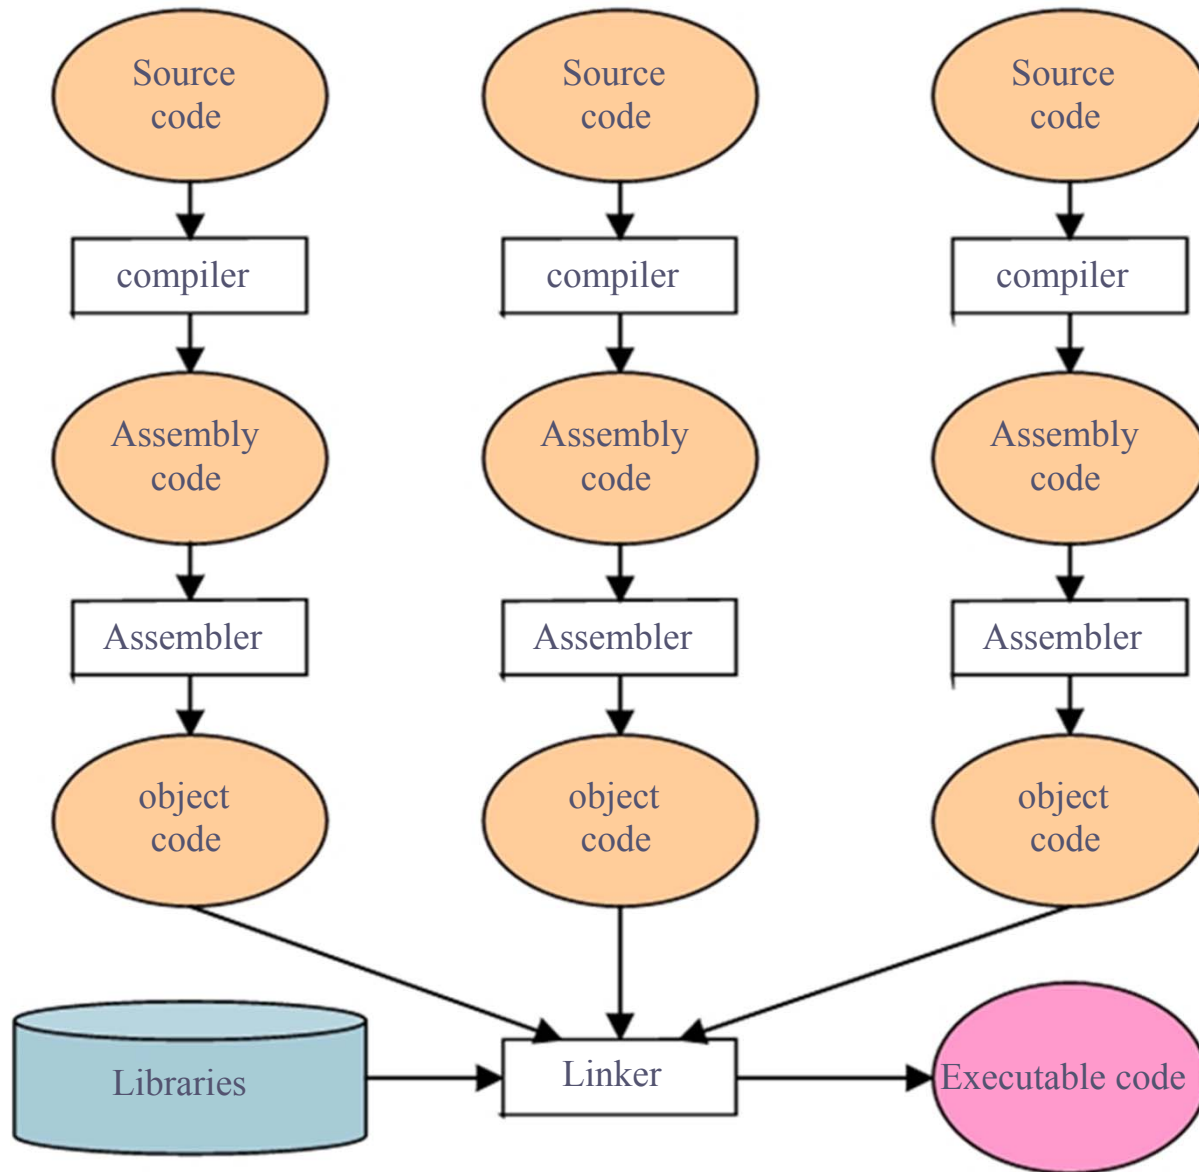 Source
code
Source
code
Source
code
compiler
compiler
compiler
Assembly
code
Assembly
code
Assembly
code
Assembler
Assembler
Assembler
object
code
object
code
object
code
Libraries
Linker
Executable code